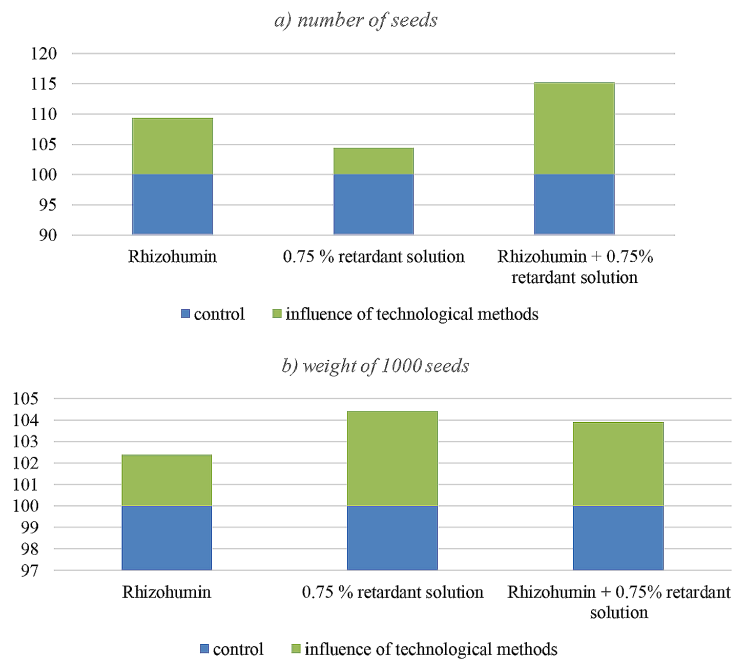 a) number of seeds
120
115
110
105
100
95
90
Rhizohumin
0.75 % retardant solution
Rhizohumin + 0.75%
retardant solution
control
influence of technological methods
b) weight of 1000 seeds
105
104
103
102
101
100
99
98
97
Rhizohumin
0.75 % retardant solution
Rhizohumin + 0.75% retardant
solution
control
influence of technological methods